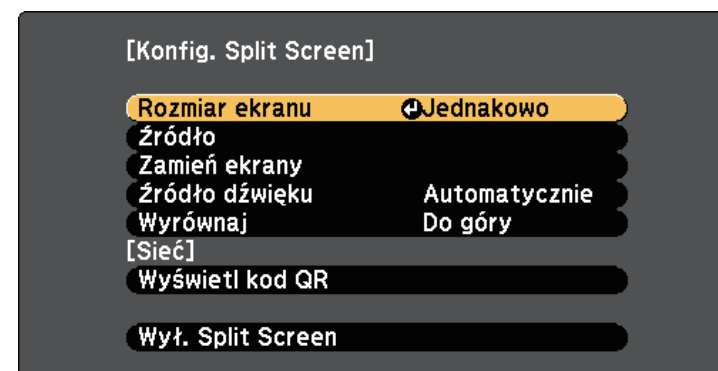 [Konfig. Split Screen]
Rozmiar ekranu Jednakowo
Źródło
Zamień ekrany
Źródło dźwięku Automatycznie
Wyrównaj Do góry
[Sieć]
Wyświetl kod QR
Wył. Split Screen